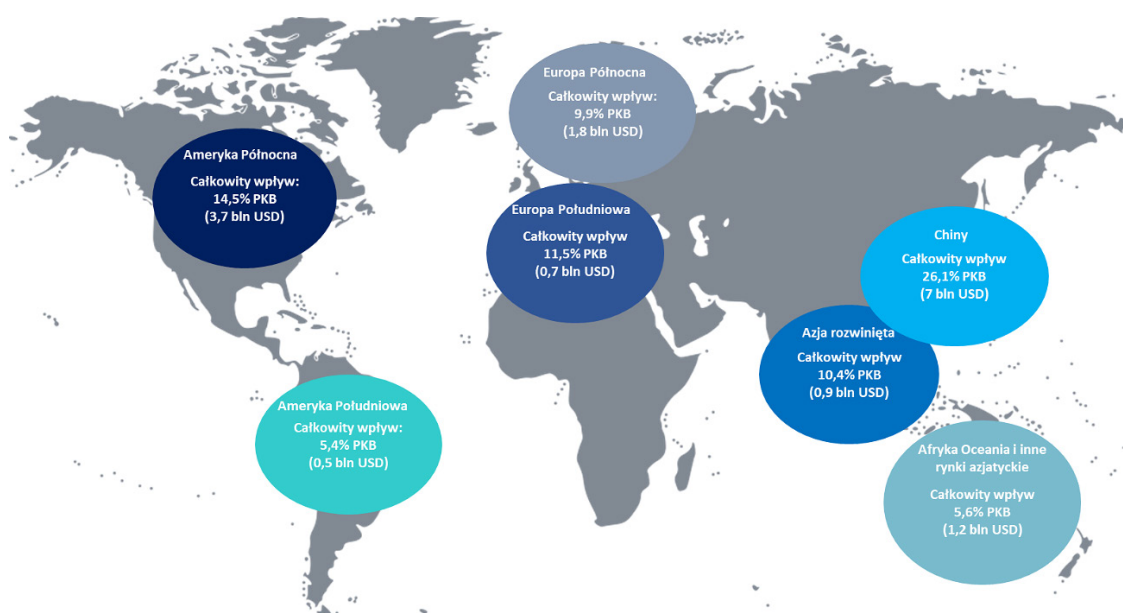 Europa Północna
Całkowity wpływ:
9,9% PKB
(1,8 bln USD)
Ameryka Północna
Całkowity wpływ:
14,5% PKB
(3,7 bln USD)
Europa Południowa
Całkowity wpływ
11,5% PKB
(0,7 bln USD)
Chiny
Całkowity wpływ
26,1% PKB
(7 bln USD)
Azja rozwinięta
Całkowity wpływ
10,4% PKB
(0,9 bln USD)
Ameryka Południowa
Całkowity wpływ:
5,4% PKB
(0,5 bln USD)
Afryka Oceania i inne
rynki azjatyckie
Całkowity wpływ
5,6% PKB
(1,2 bln USD)